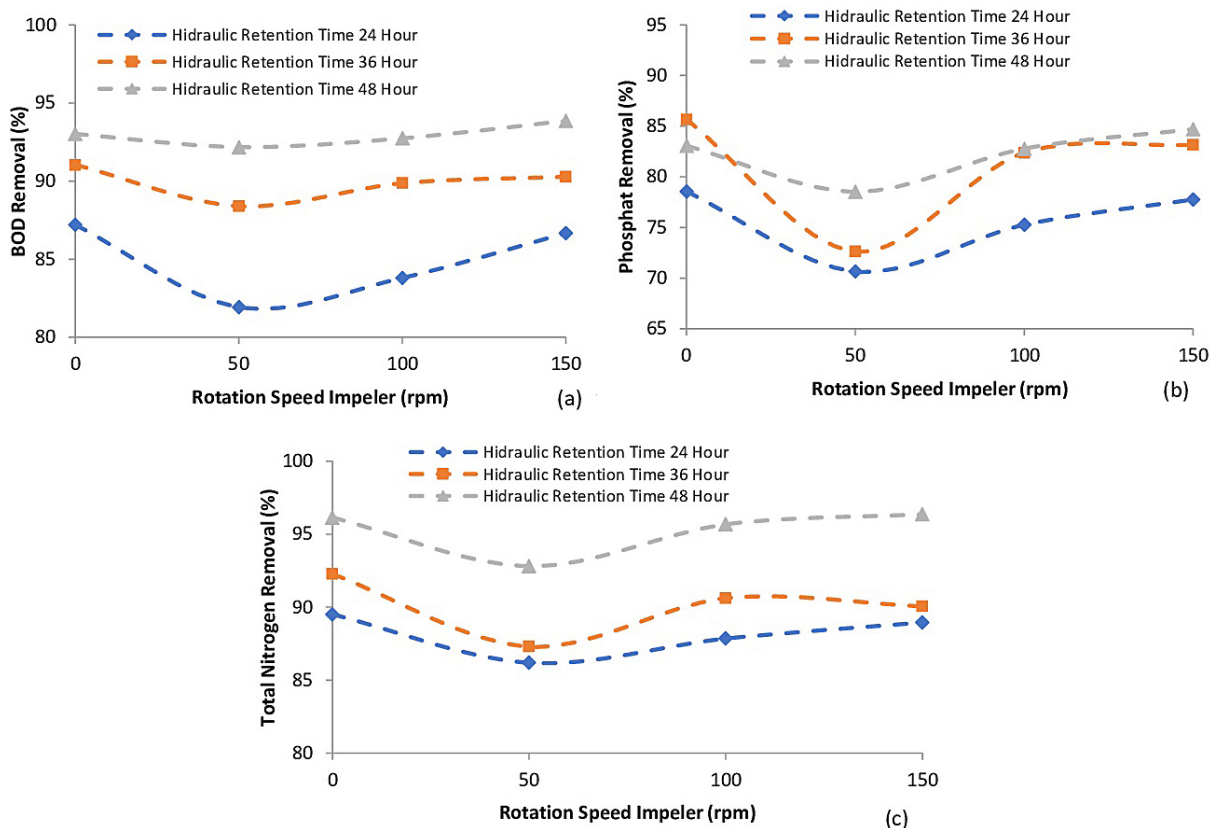 100
95
90
85
80
BOD Removal (%)
Hidraulic Retention Time 24 Hour
Hidraulic Retention Time 36 Hour
Hidraulic Retention Time 48 Hour
0
50
100
150
Rotation Speed Impeler (rpm)
(a)
95
90
85
80
75
70
65
Phosphat Removal (%)
Hidraulic Retention Time 24 Hour
Hidraulic Retention Time 36 Hour
Hidraulic Retention Time 48 Hour
0
50
100
150
Rotation Speed Impeler (rpm)
(b)
100
95
90
85
80
Total Nitrogen Removal (%)
Hidraulic Retention Time 24 Hour
Hidraulic Retention Time 36 Hour
Hidraulic Retention Time 48 Hour
0
50
100
150
Rotation Speed Impeler (rpm)
(c)